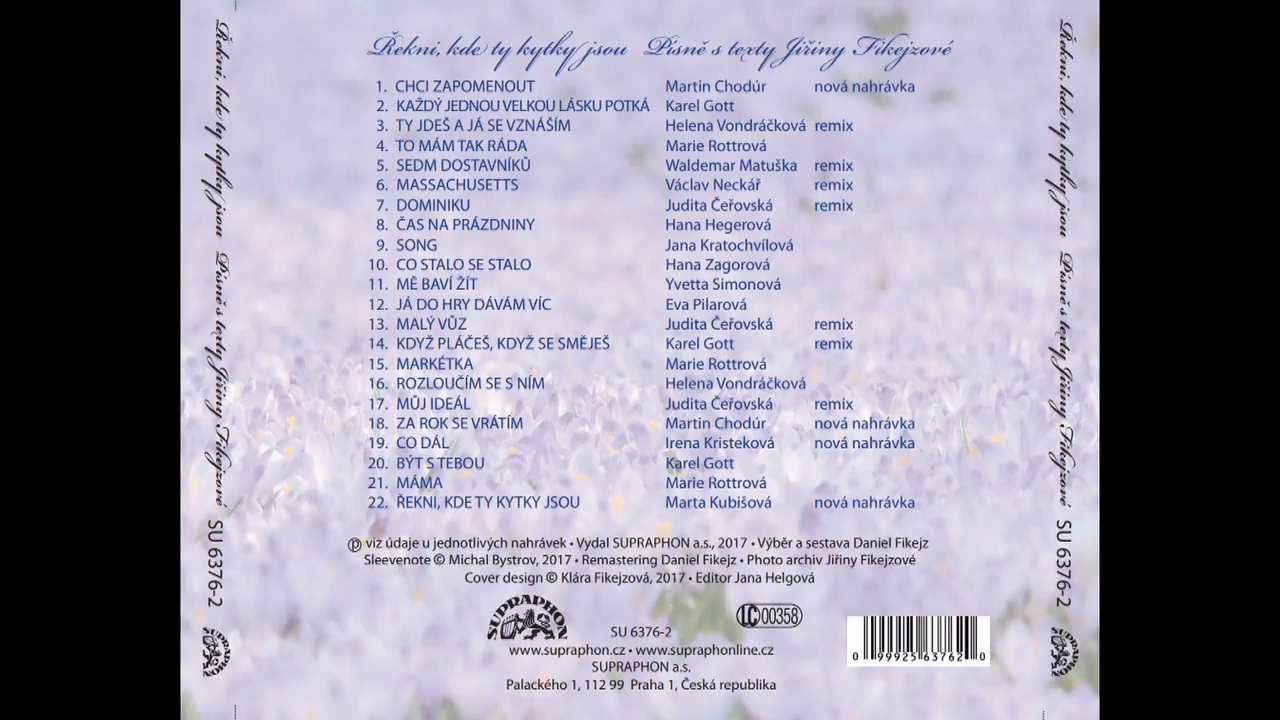 Řekni, kde ty kytky jsou Písně s texty Jiřiny Fikejzové
1. CHCI ZAPOMENOUT Martin Chodúr nová nahrávka
2. KAŽDÝ JEDNOU VELKOU LÁSKU POTKÁ Karel Gott
3. TY JDEŠ A JÁ SE VZNÁŠÍM Helena Vondráčková remix
4. TO MÁM TAK RÁDA Marie Rottrová
5. SEDM DOSTAVNÍKŮ Waldemar Matuška remix
6. MASSACHUSETTS Václav Neckář remix
7. DOMINIKU Judita Čeřovská remix
8. ČAS NA PRÁZDNINY Hana Hegerová
9. SONG Jana Kratochvílová
10. CO STALO SE STALO Hana Zagorová
11. MĚ BAVÍ ŽÍT Yvetta Simonová
12. JÁ DO HRY DÁVÁM VÍC Eva Pilarová
13. MALÝ VŮZ Judita Čeřovská remix
14. KDYŽ PLÁČEŠ, KDYŽ SE SMĚJEŠ Karel Gott remix
15. MARKÉTKA Marie Rottrová
16. ROZLOUČÍM SE S NÍM Helena Vondráčková
17. MŮJ IDEÁL Judita Čeřovská remix
18. ZA ROK SE VRÁTÍM Martin Chodúr nová nahrávka
19. CO DÁL Irena Kristeková nová nahrávka
20. BÝT S TEBOU Karel Gott
21. MÁMA Marie Rottrová
22. ŘEKNI, KDE TY KYTKY JSOU Marta Kubišová nová nahrávka
Ⓟ viz údaje u jednotlivých nahrávek • Vydal SUPRAPHON a.s., 2017 • Výběr a sestava Daniel Fikejz
Sleevenote © Michal Bystrov, 2017 • Remastering Daniel Fikejz • Photo archiv Jiřiny Fikejzové
Cover design © Klára Fikejzová, 2017 • Editor Jana Helgová
SUPRAPHON
LC 00358
SU 6376-2
www.supraphon.cz • www.supraphonline.cz
SUPRAPHON a.s.
Palackého 1, 112 99 Praha 1, Česká republika
0 99925 63762 0
Řekni, kde ty kytky jsou Písně s texty Jiřiny Fikejzové SU 6376-2 SUPRAPHON
Řekni, kde ty kytky jsou Písně s texty Jiřiny Fikejzové SU 6376-2 SUPRAPHON